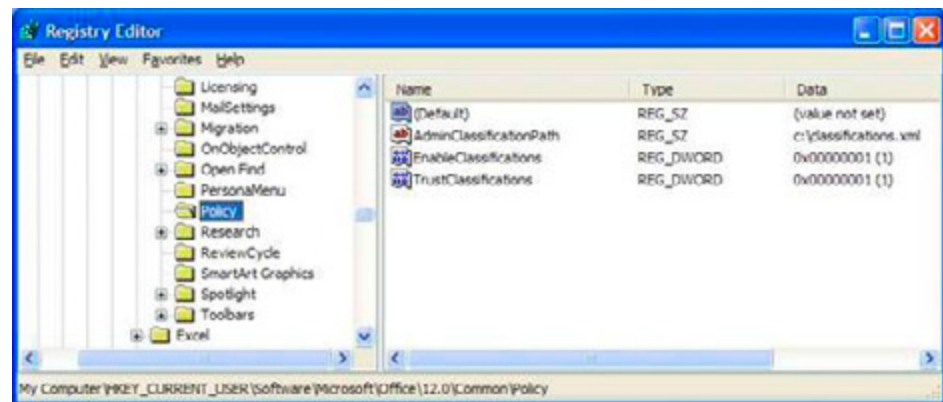 Registry Editor
File Edit View Favorites Help
Licensing
MailSettings
Migration
OnObjectControl
Open Find
PersonaMenu
Policy
Research
ReviewCycle
SmartArt Graphics
Spotlight
Toolbars
Excel
Name Type Data
(Default) REG_SZ (value not set)
AdminClassificationPath REG_SZ c:\classifications.xml
EnableClassifications REG_DWORD 0x00000001 (1)
TrustClassifications REG_DWORD 0x00000001 (1)
My Computer\HKEY_CURRENT_USER\Software\Microsoft\Office\12.0\Common\Policy